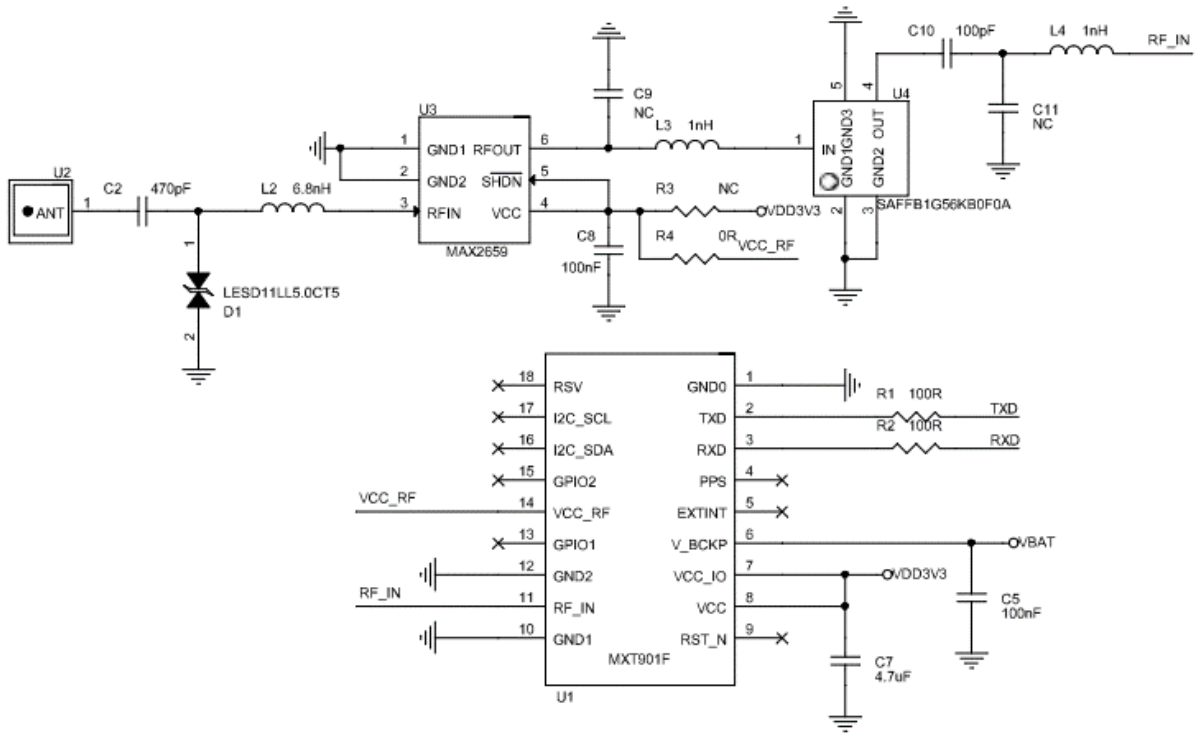 C10 100pF L4 1nH RF_IN
C9
NC
5 4 U4
C11
NC
U3
L3 1nH
1 GND1 RFOUT 6
1 IN GND1 GND3 GND2 OUT
U2
C2 470pF L2 6.8nH
2 GND2 SHDN 5
R3 NC
ANT 1
3 RFIN VCC 4
VDD3V3
SAFFB1G56KB0F0A
2 3
MAX2659
C8
100nF
R4 0R VCC_RF
1
LESD11LL5.0CT5
D1
2
18 RSV GND0 1
17 I2C_SCL TXD 2 R1 100R TXD
16 I2C_SDA RXD 3 R2 100R RXD
15 GPIO2 PPS 4
VCC_RF 14 VCC_RF EXTINT 5
13 GPIO1 V_BCKP 6 VBAT
12 GND2 VCC_IO 7 VDD3V3
RF_IN 11 RF_IN VCC 8
C5
100nF
10 GND1 RST_N 9
MXT901F
C7
4.7uF
U1